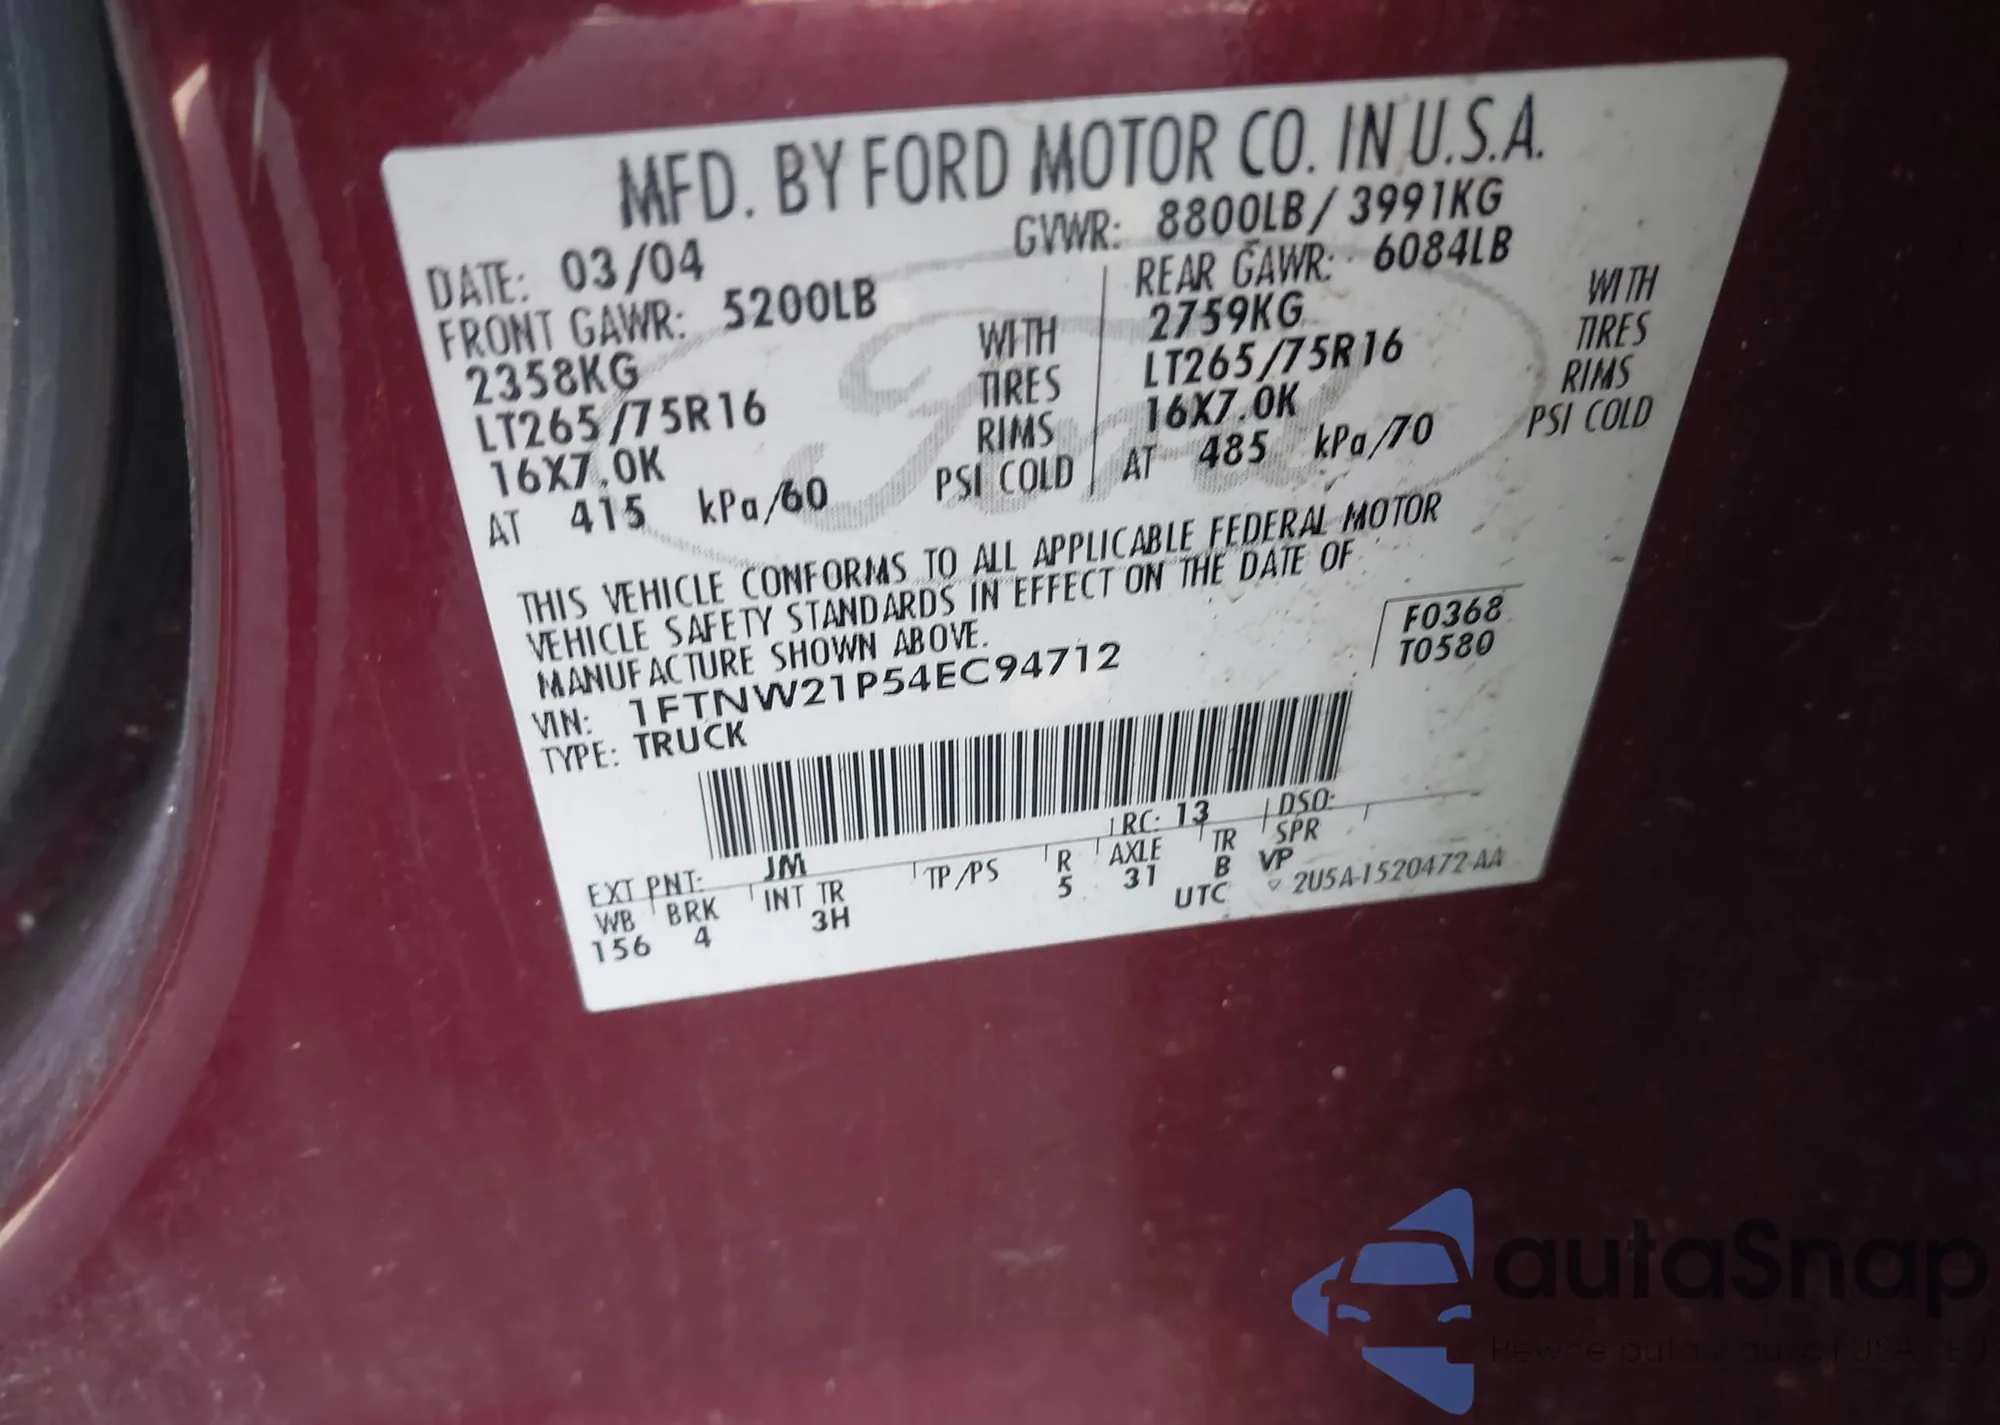 MFD. BY FORD MOTOR CO. IN U.S.A.
DATE: 03/04 GVWR: 8800LB / 3991KG
FRONT GAWR: 5200LB REAR GAWR: 6084LB
2358KG WITH 2759KG WITH
LT265/75R16 TIRES LT265/75R16 TIRES
16X7.0K RIMS 16X7.0K RIMS
AT 415 kPa/60 PSI COLD AT 485 kPa/70 PSI COLD
THIS VEHICLE CONFORMS TO ALL APPLICABLE FEDERAL MOTOR
VEHICLE SAFETY STANDARDS IN EFFECT ON THE DATE OF
MANUFACTURE SHOWN ABOVE.
F0368
T0580
VIN: 1FTNW21P54EC94712
TYPE: TRUCK
EXT PNT: JM RC: 13 DSO:
WB BRK INT TR TP/PS R AXLE TR SPR
156 4 3H 5 31 B VP
UTC ▽ 2U5A-1520472-AA
Ford
autaSnap